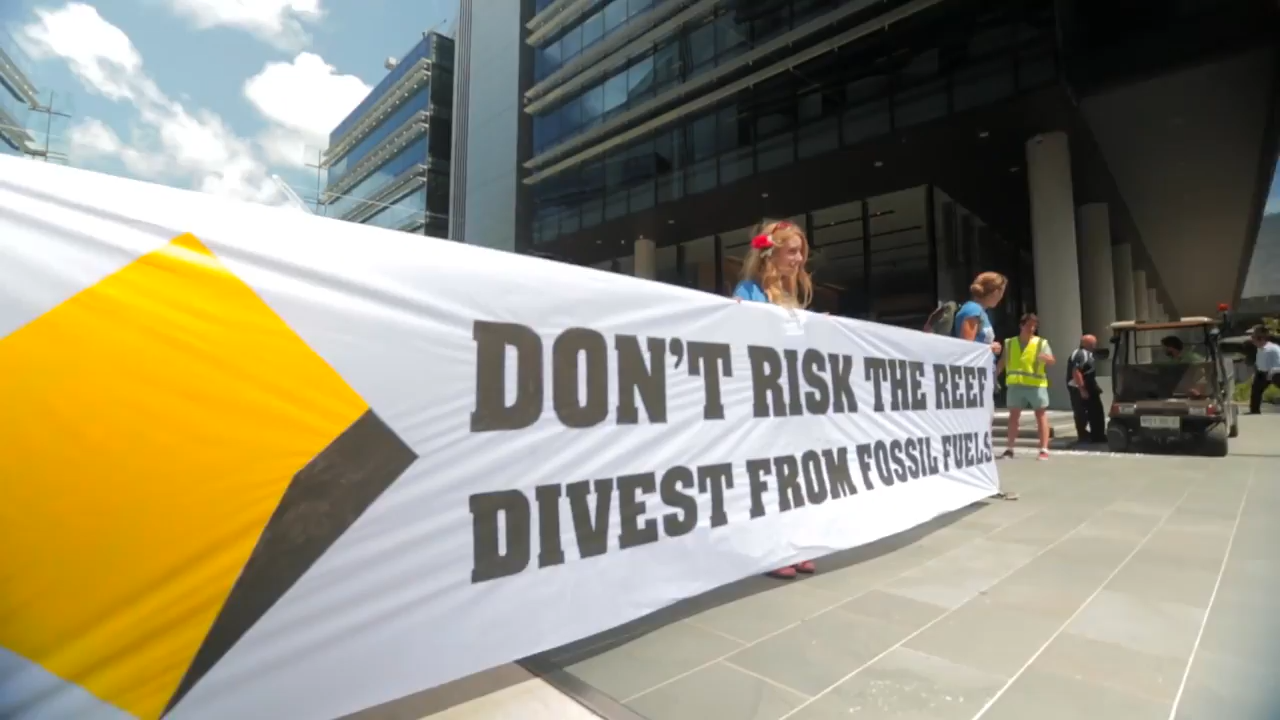 DON'T RISK THE REEF
DIVEST FROM FOSSIL FUELS